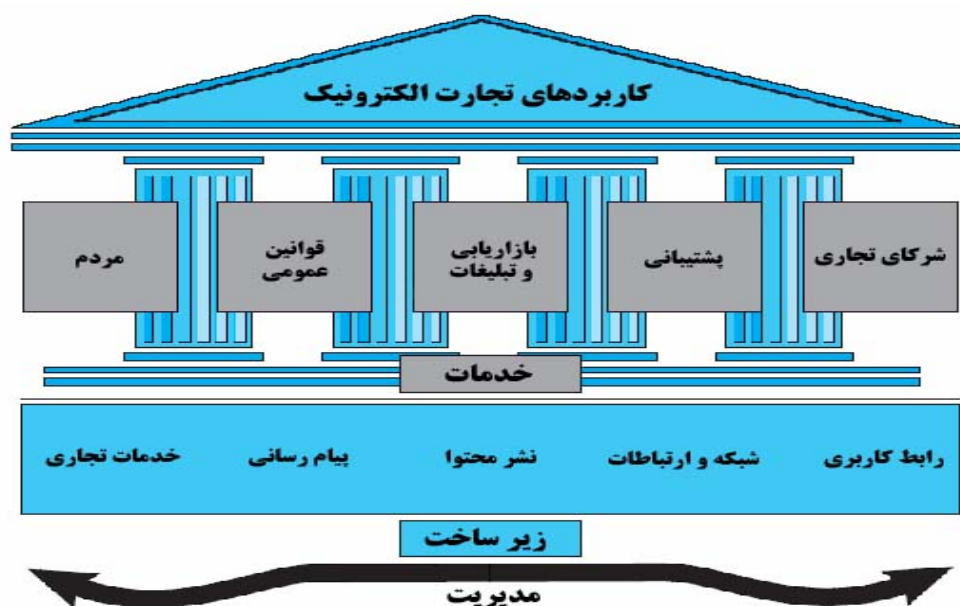 کاربردهای تجارت الکترونیک
شرکای تجاری
پشتیبانی
بازاریابی
و تبلیغات
قوانین
عمومی
مردم
خدمات
رابط کاربری
شبکه و ارتباطات
نشر محتوا
پیام رسانی
خدمات تجاری
زیر ساخت
مدیریت